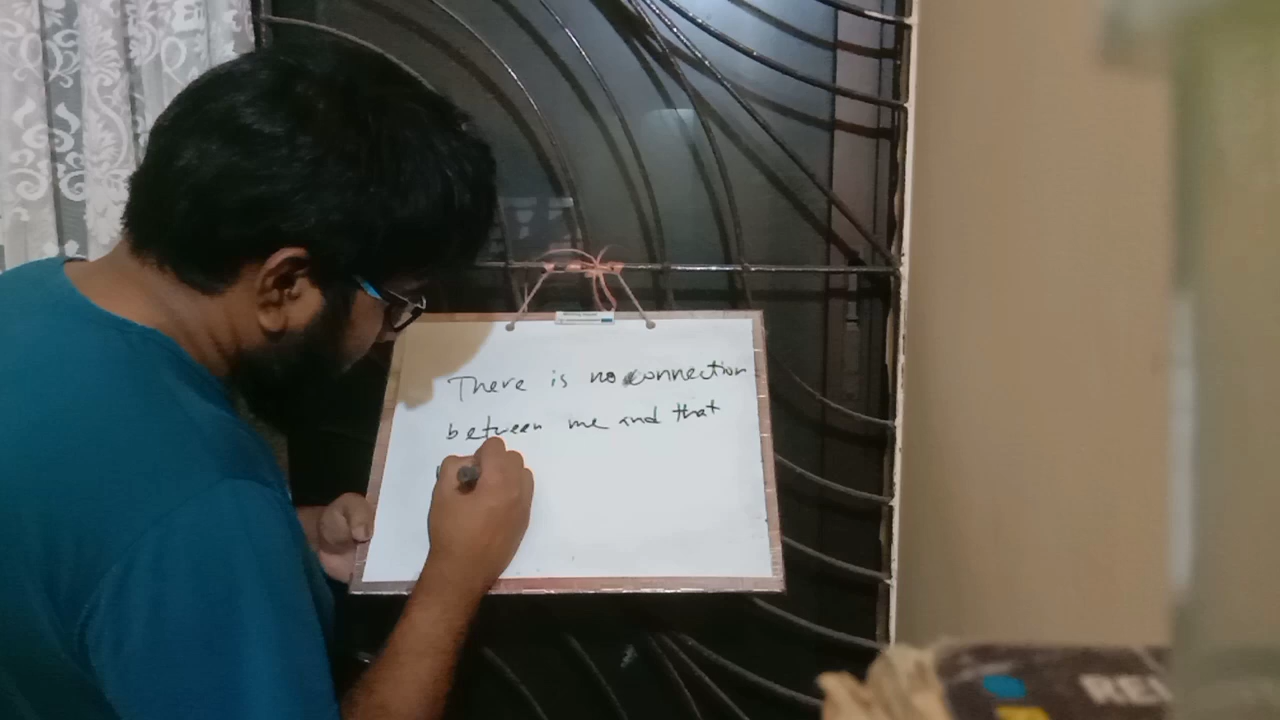 There is no connection
between me and that